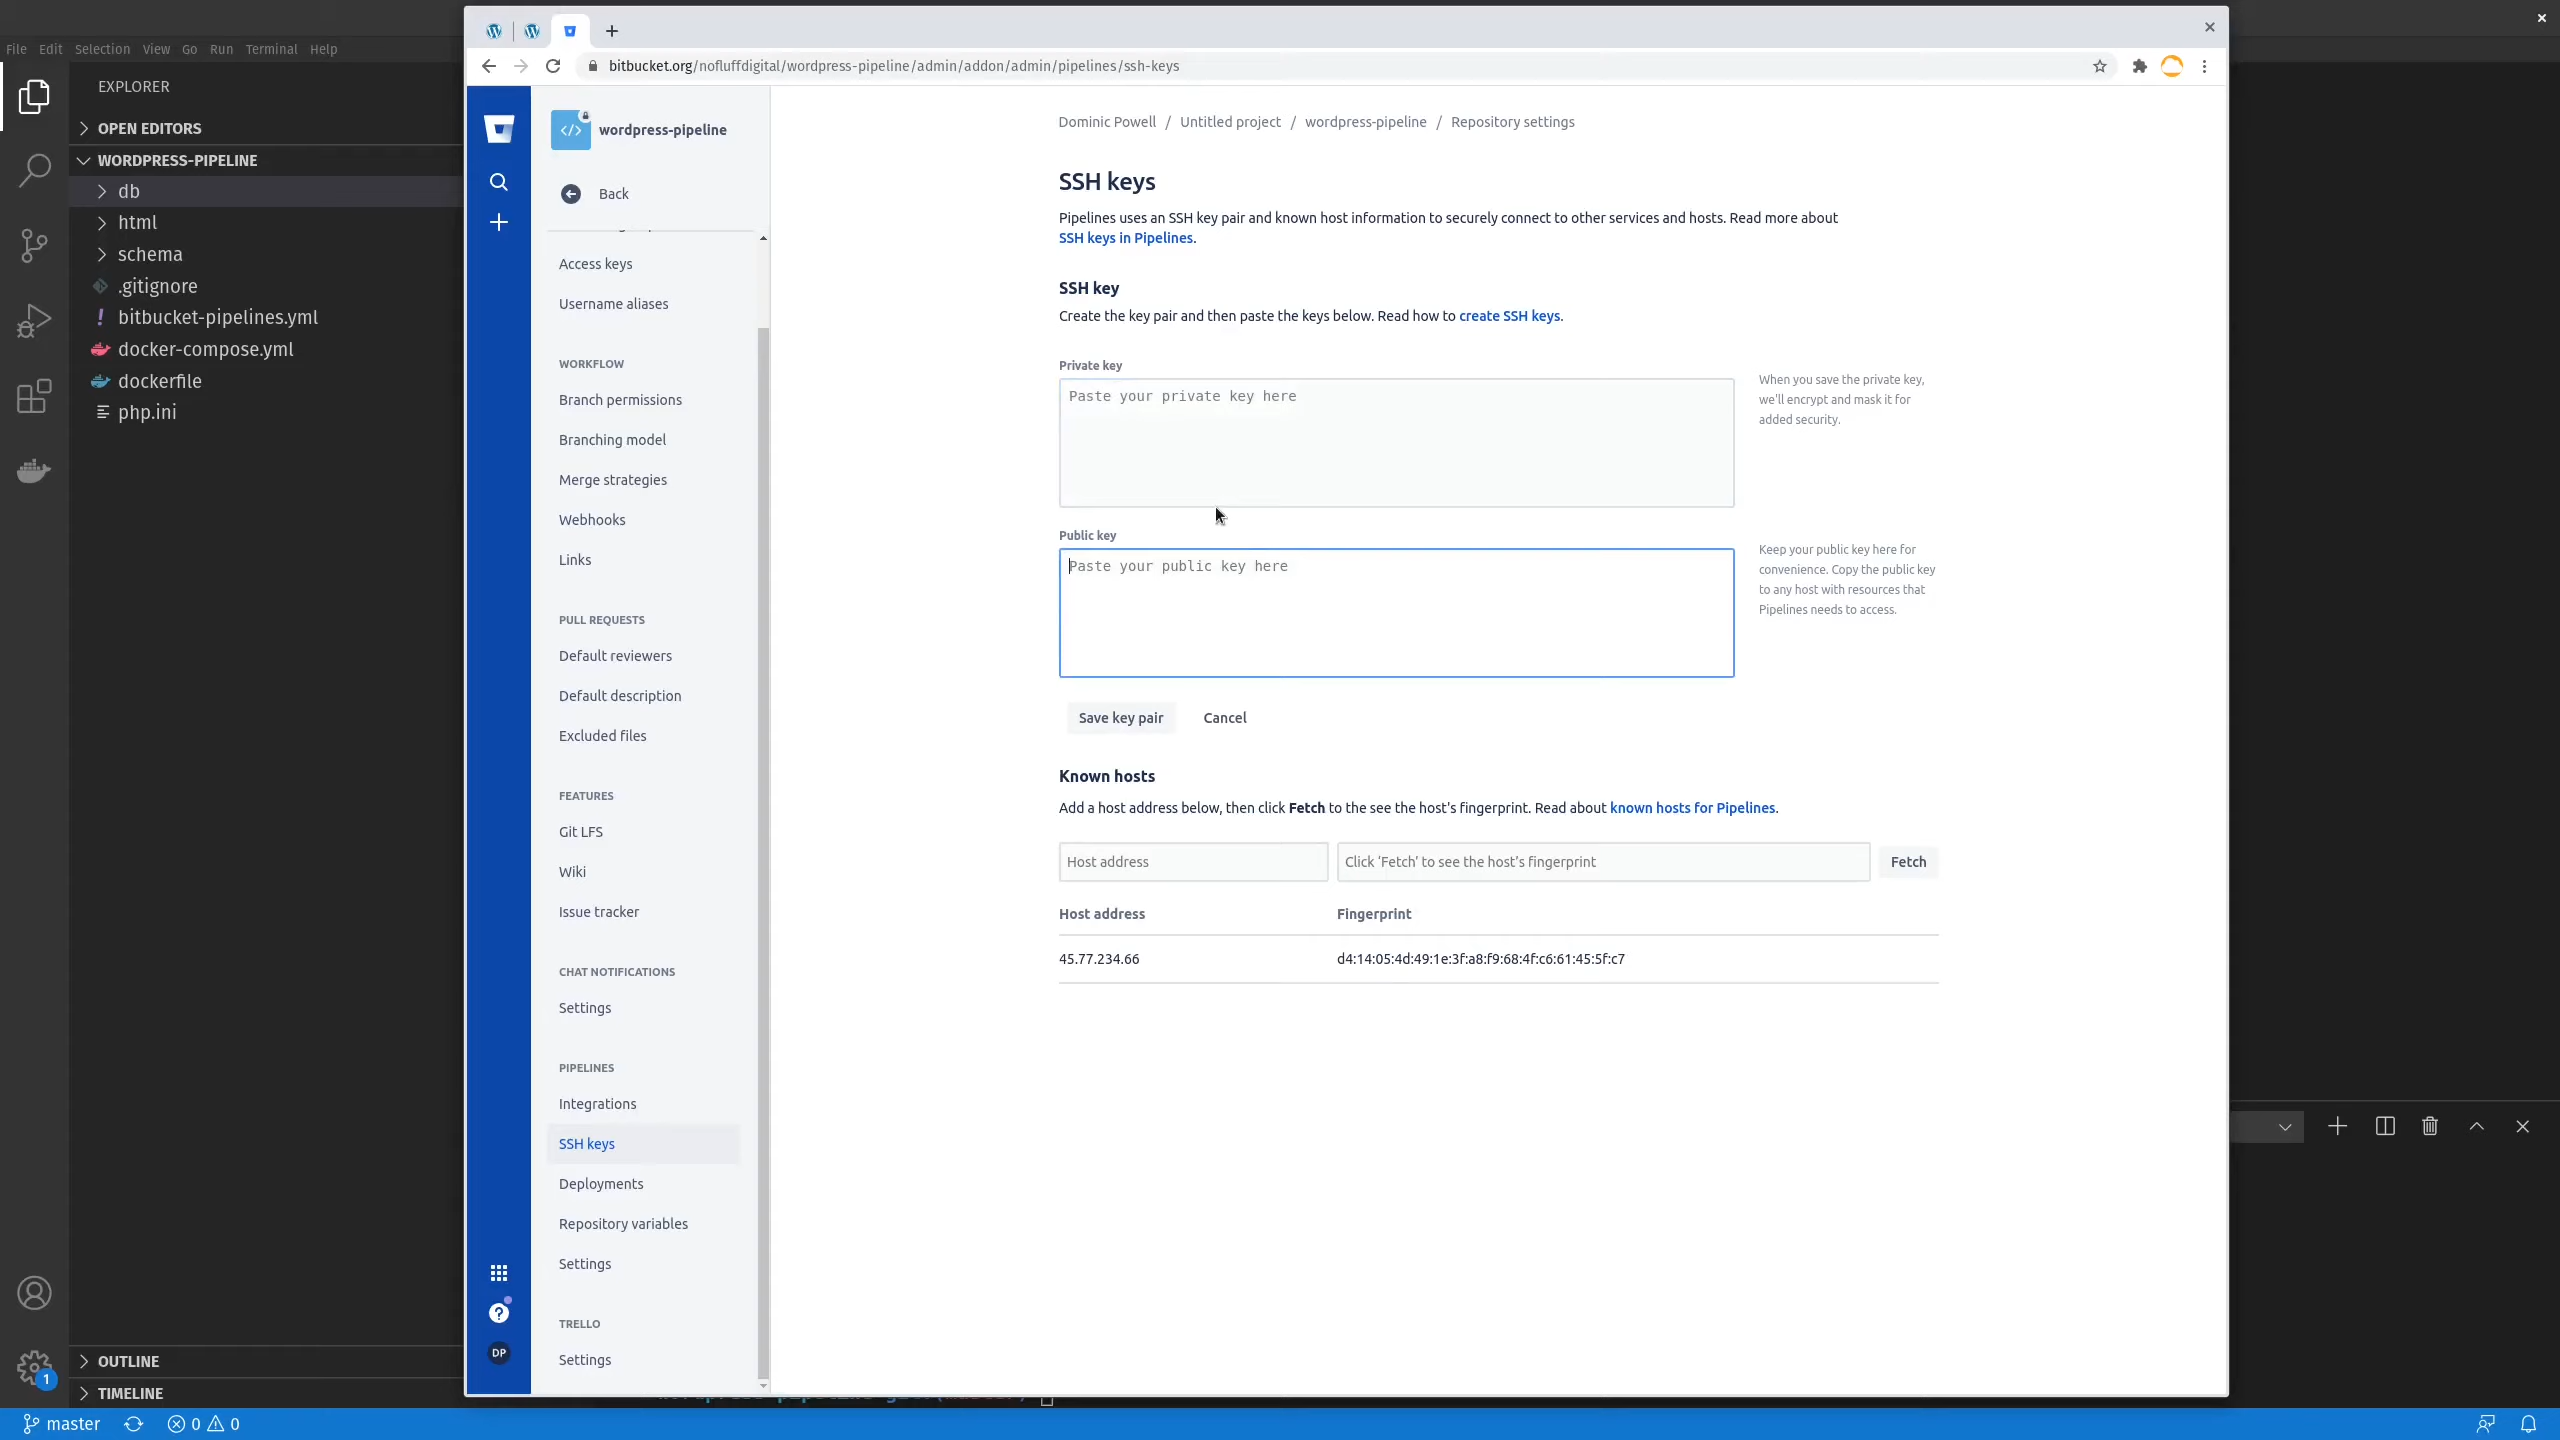 File Edit Selection View Go Run Terminal Help
EXPLORER
OPEN EDITORS
WORDPRESS-PIPELINE
db
html
schema
.gitignore
bitbucket-pipelines.yml
docker-compose.yml
dockerfile
php.ini
OUTLINE
TIMELINE
master
0 0
1
bitbucket.org/nofluffdigital/wordpress-pipeline/admin/addon/admin/pipelines/ssh-keys
wordpress-pipeline
Back
Access keys
Username aliases
WORKFLOW
Branch permissions
Branching model
Merge strategies
Webhooks
Links
PULL REQUESTS
Default reviewers
Default description
Excluded files
FEATURES
Git LFS
Wiki
Issue tracker
CHAT NOTIFICATIONS
Settings
PIPELINES
Integrations
SSH keys
Deployments
Repository variables
Settings
TRELLO
Settings
DP
Dominic Powell / Untitled project / wordpress-pipeline / Repository settings
SSH keys
Pipelines uses an SSH key pair and known host information to securely connect to other services and hosts. Read more about
SSH keys in Pipelines.
SSH key
Create the key pair and then paste the keys below. Read how to create SSH keys.
Private key
Paste your private key here
When you save the private key,
we'll encrypt and mask it for
added security.
Public key
Paste your public key here
Keep your public key here for
convenience. Copy the public key
to any host with resources that
Pipelines needs to access.
Save key pair Cancel
Known hosts
Add a host address below, then click Fetch to the see the host's fingerprint. Read about known hosts for Pipelines.
Host address Click 'Fetch' to see the host's fingerprint Fetch
Host address Fingerprint
45.77.234.66 d4:14:05:4d:49:1e:3f:a8:f9:68:4f:c6:61:45:5f:c7